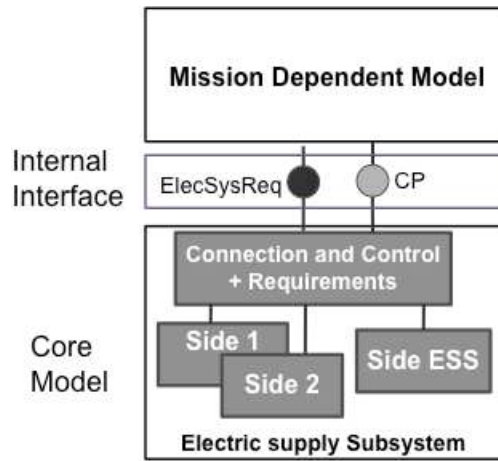 Mission Dependent Model
Internal
Interface
ElecSysReq
CP
Connection and Control
+ Requirements
Side 1
Side 2
Side ESS
Core
Model
Electric supply Subsystem